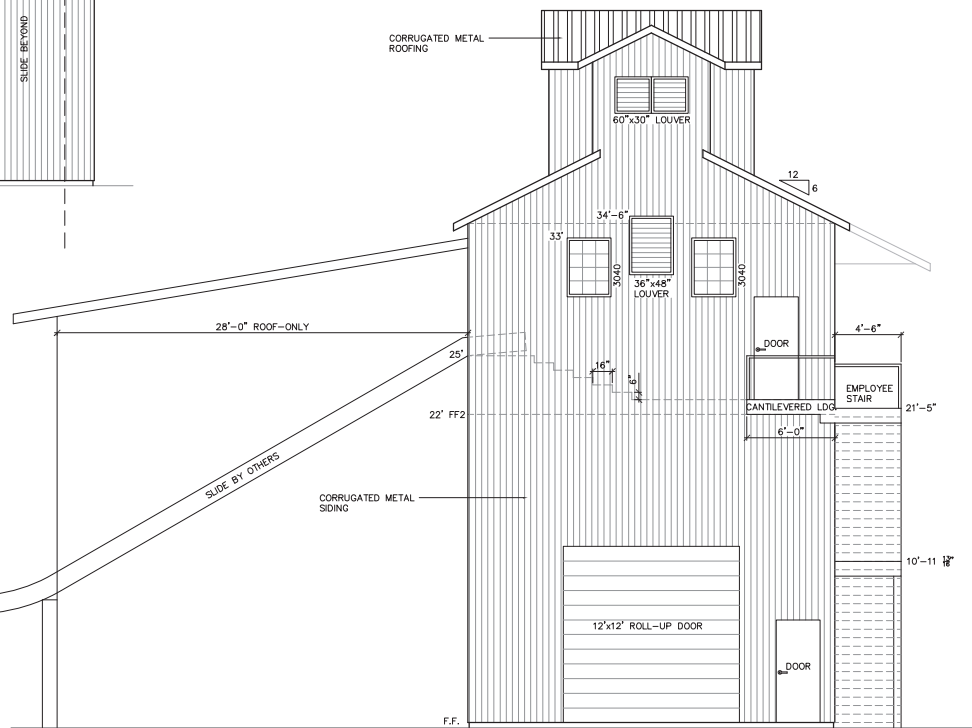 SLIDE BEYOND
CORRUGATED METAL
ROOFING
60"x30" LOUVER
12
6
34'-6"
33'
3040
3040
36"x48"
LOUVER
28'-0" ROOF-ONLY
4'-6"
DOOR
25'
16"
6"
EMPLOYEE
STAIR
CANTILEVERED LDG.
21'-5"
22' FF2
6'-0"
SLIDE BY OTHERS
CORRUGATED METAL
SIDING
10'-11 13/16"
12'x12' ROLL-UP DOOR
DOOR
F.F.